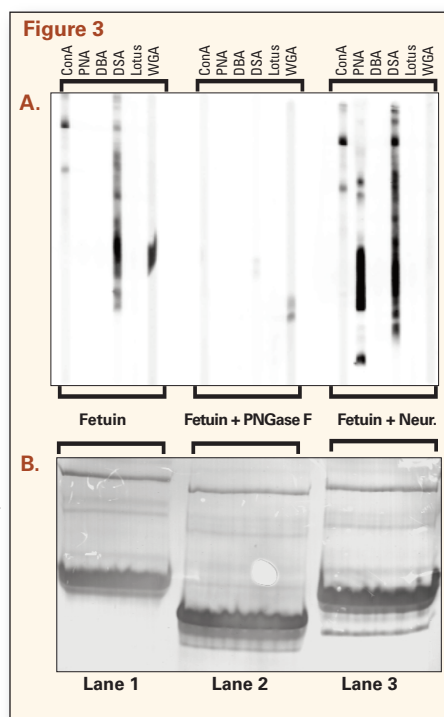 Figure 3
ConA PNA DBA DSA Lotus WGA ConA PNA DBA DSA Lotus WGA ConA PNA DBA DSA Lotus WGA
A.
Fetuin Fetuin + PNGase F Fetuin + Neur.
B.
Lane 1 Lane 2 Lane 3